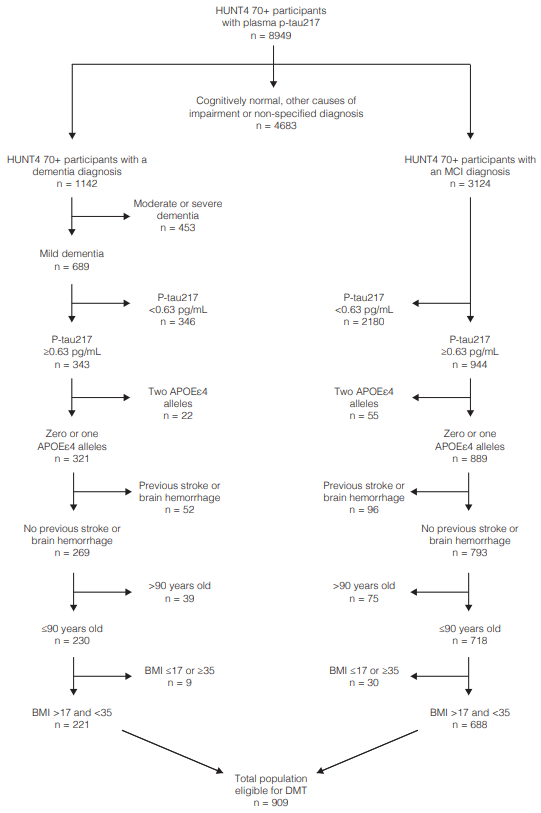 HUNT4 70+ participants
with plasma p-tau217
n = 8949
Cognitively normal, other causes of
impairment or non-specified diagnosis
n = 4683
HUNT4 70+ participants with a
dementia diagnosis
n = 1142
HUNT4 70+ participants with
an MCI diagnosis
n = 3124
Moderate or severe
dementia
n = 453
Mild dementia
n = 689
P-tau217
<0.63 pg/mL
n = 346
P-tau217
<0.63 pg/mL
n = 2180
P-tau217
≥0.63 pg/mL
n = 343
P-tau217
≥0.63 pg/mL
n = 944
Two APOEε4
alleles
n = 22
Two APOEε4
alleles
n = 55
Zero or one
APOEε4 alleles
n = 321
Zero or one
APOEε4 alleles
n = 889
Previous stroke or
brain hemorrhage
n = 52
Previous stroke or
brain hemorrhage
n = 96
No previous stroke or
brain hemorrhage
n = 269
No previous stroke or
brain hemorrhage
n = 793
>90 years old
n = 39
>90 years old
n = 75
≤90 years old
n = 230
≤90 years old
n = 718
BMI ≤17 or ≥35
n = 9
BMI ≤17 or ≥35
n = 30
BMI >17 and <35
n = 221
BMI >17 and <35
n = 688
Total population
eligible for DMT
n = 909